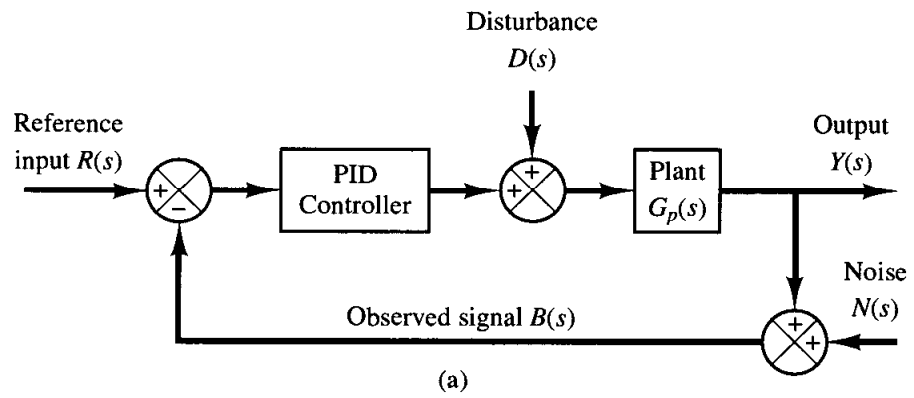 Disturbance
D(s)
Reference
input R(s)
Output
Y(s)
+
+
+
−
PID
Controller
Plant
Gp(s)
Noise
N(s)
+
+
Observed signal B(s)
(a)